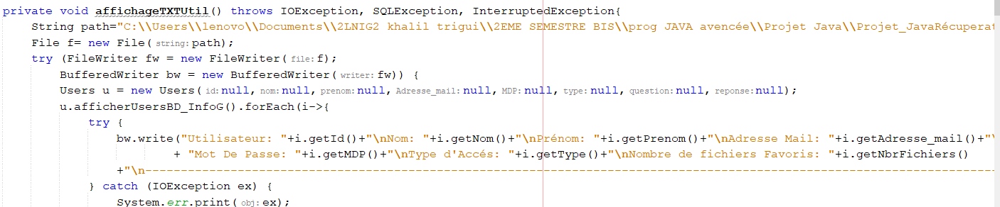 private void affichageTXTUtil() throws IOException, SQLException, InterruptedException{
String path="C:\\Users\\lenovo\\Documents\\2LNIG2 khalil trigui\\2EME SEMESTRE BIS\\prog JAVA avencée\\Projet Java\\Projet_JavaRécuperat
File f= new File(string:path);
try (FileWriter fw = new FileWriter(file:f);
BufferedWriter bw = new BufferedWriter(writer:fw)) {
Users u = new Users(id:null,nom:null,prenom:null,Adresse_mail:null,MDP:null,type:null,question:null,reponse:null);
u.afficherUsersBD_InfoG().forEach(i->{
try {
bw.write("Utilisateur: "+i.getId()+"\nNom: "+i.getNom()+"\nPrénom: "+i.getPrenom()+"\nAdresse Mail: "+i.getAdresse_mail()+"\
+ "Mot De Passe: "+i.getMDP()+"\nType d'Accés: "+i.getType()+"\nNombre de fichiers Favoris: "+i.getNbrFichiers()
+"\n------------------------------------------------------------------------------------------------------------------------
} catch (IOException ex) {
System.err.print(obj:ex);